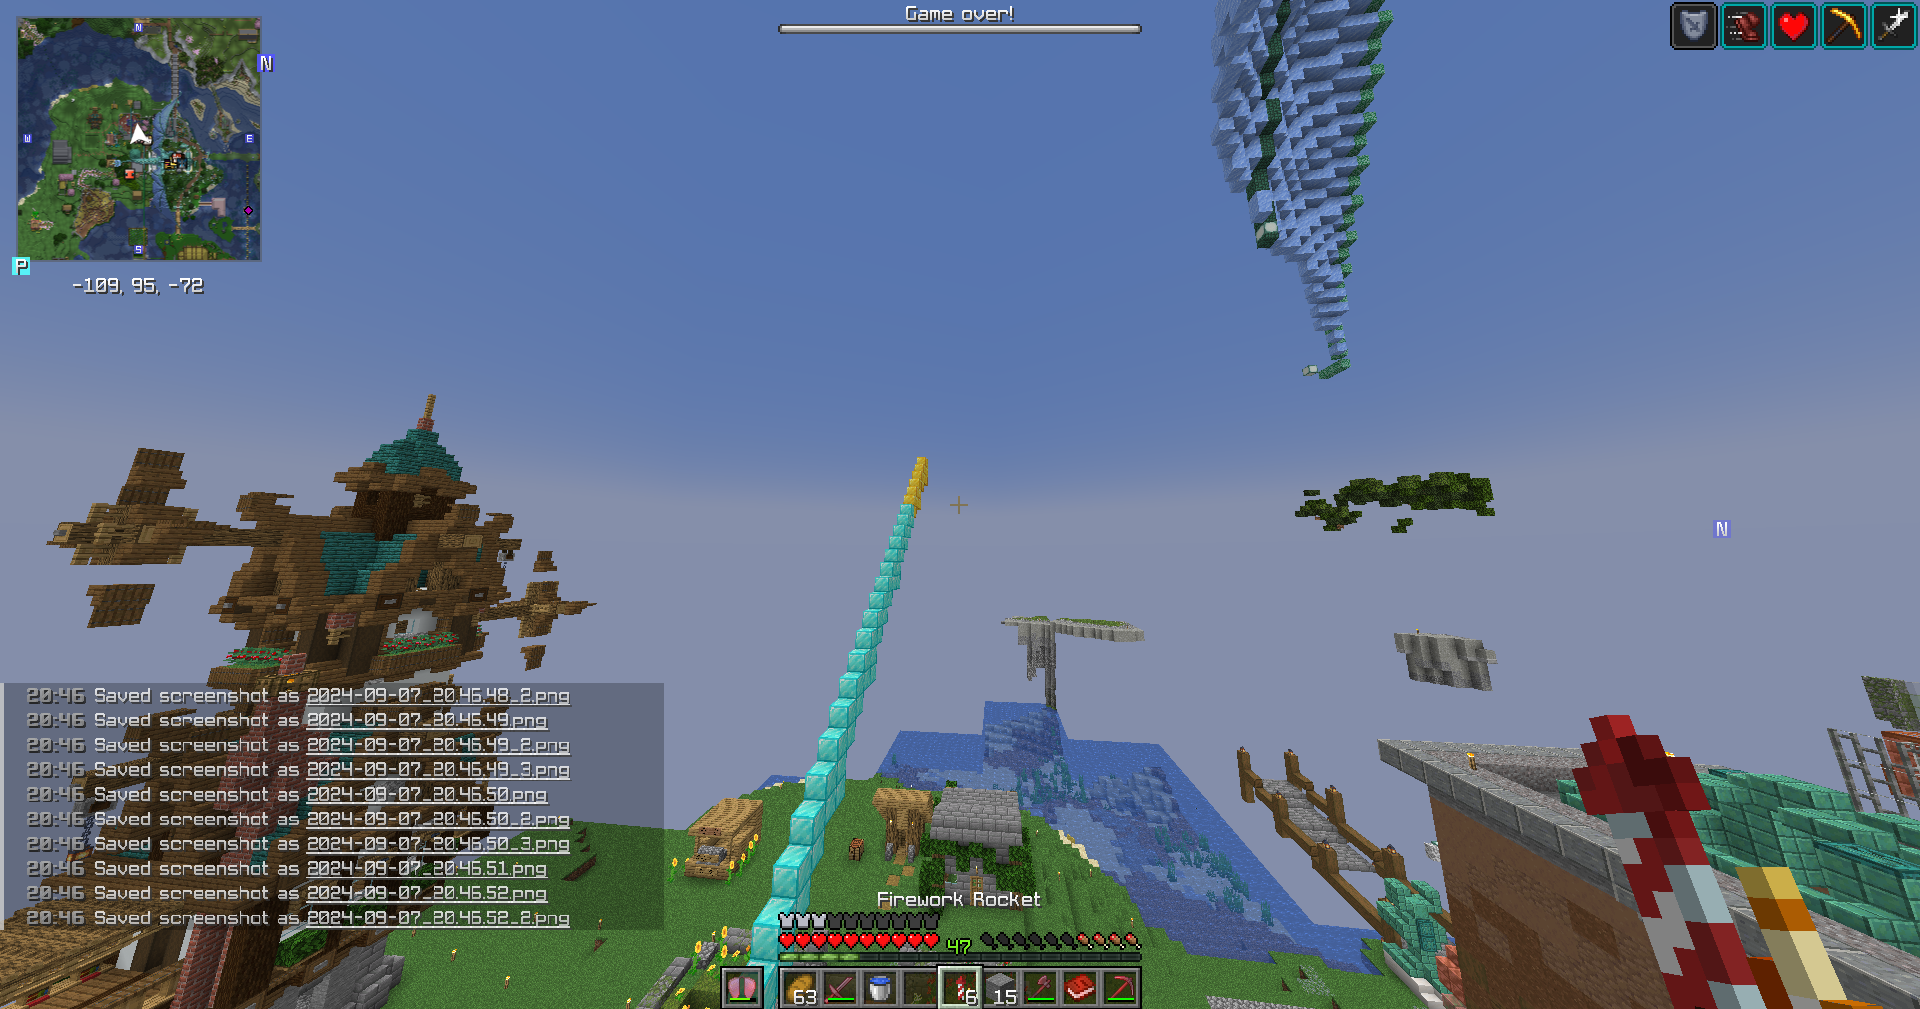 Game over!
N
N
W
E
S
P
-109, 95, -72
N
20:46 Saved screenshot as 2024-09-07_20.46.48_2.png
20:46 Saved screenshot as 2024-09-07_20.46.49.png
20:46 Saved screenshot as 2024-09-07_20.46.49_2.png
20:46 Saved screenshot as 2024-09-07_20.46.49_3.png
20:46 Saved screenshot as 2024-09-07_20.46.50.png
20:46 Saved screenshot as 2024-09-07_20.46.50_2.png
20:46 Saved screenshot as 2024-09-07_20.46.50_3.png
20:46 Saved screenshot as 2024-09-07_20.46.51.png
20:46 Saved screenshot as 2024-09-07_20.46.52.png
20:46 Saved screenshot as 2024-09-07_20.46.52_2.png
Firework Rocket
47
63 6 15